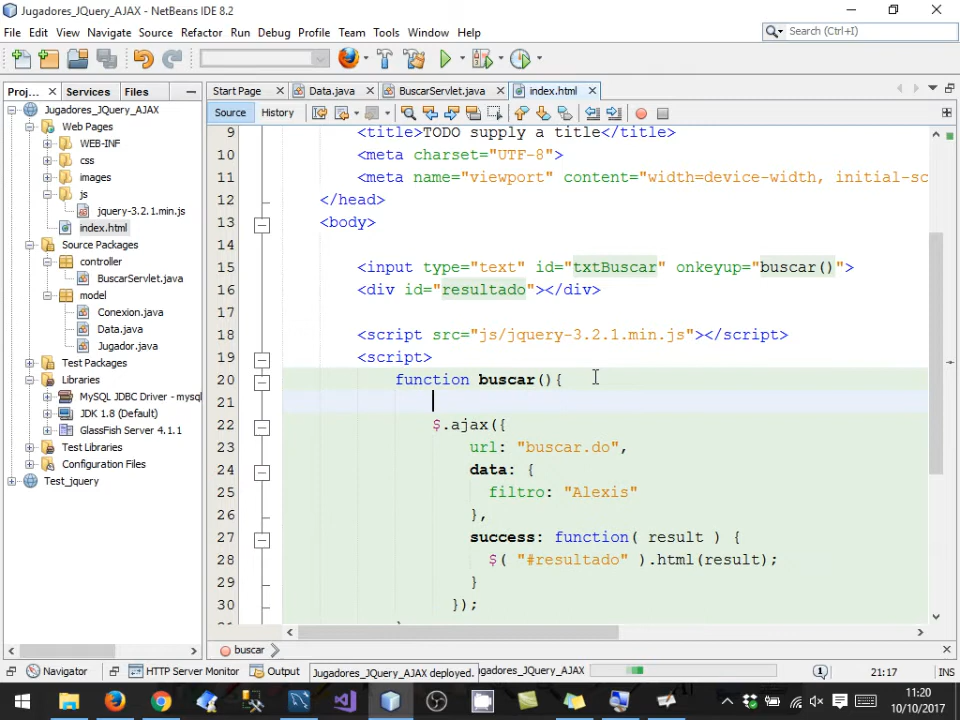 Jugadores_JQuery_AJAX - NetBeans IDE 8.2
File Edit View Navigate Source Refactor Run Debug Profile Team Tools Window Help
Search (Ctrl+I)
Proj... Services Files
Start Page Data.java BuscarServlet.java index.html
Source History
Jugadores_JQuery_AJAX
Web Pages
WEB-INF
css
images
js
jquery-3.2.1.min.js
index.html
Source Packages
controller
BuscarServlet.java
model
Conexion.java
Data.java
Jugador.java
Test Packages
Libraries
MySQL JDBC Driver - mysql
JDK 1.8 (Default)
GlassFish Server 4.1.1
Test Libraries
Configuration Files
Test_jquery
9 <title>TODO supply a title</title>
10 <meta charset="UTF-8">
11 <meta name="viewport" content="width=device-width, initial-sc
12 </head>
13 <body>
14
15 <input type="text" id="txtBuscar" onkeyup="buscar()">
16 <div id="resultado"></div>
17
18 <script src="js/jquery-3.2.1.min.js"></script>
19 <script>
20 function buscar(){
21
22 $.ajax({
23 url: "buscar.do",
24 data: {
25 filtro: "Alexis"
26 },
27 success: function( result ) {
28 $( "#resultado" ).html(result);
29 }
30 });
buscar
Navigator HTTP Server Monitor Output Jugadores_JQuery_AJAX deployed. ugadores_JQuery_AJAX 21:17 INS
11:20
10/10/2017